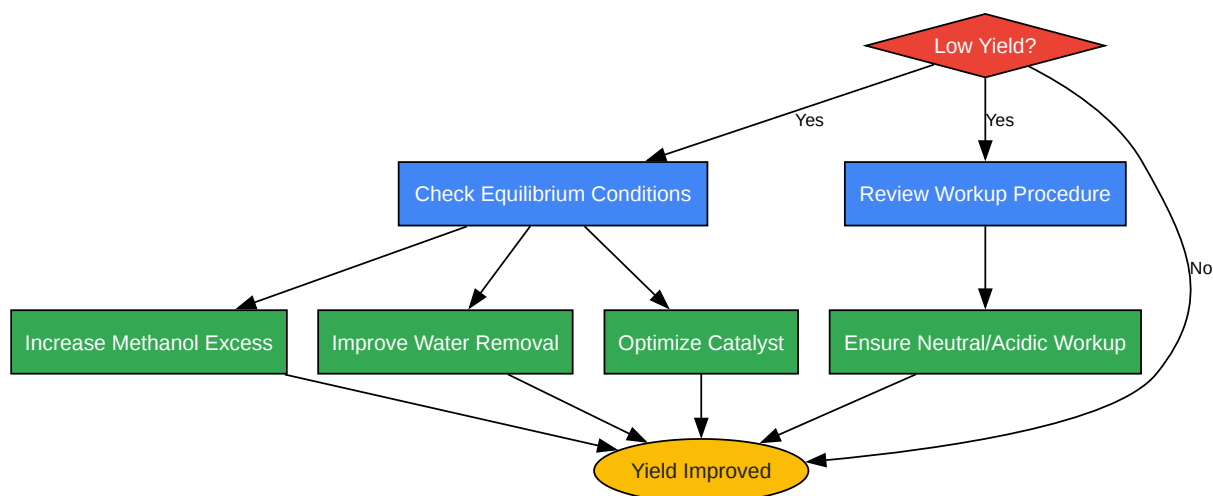 Low Yield?
Yes
Yes
Check Equilibrium Conditions
Review Workup Procedure
No
Increase Methanol Excess
Improve Water Removal
Optimize Catalyst
Ensure Neutral/Acidic Workup
Yield Improved